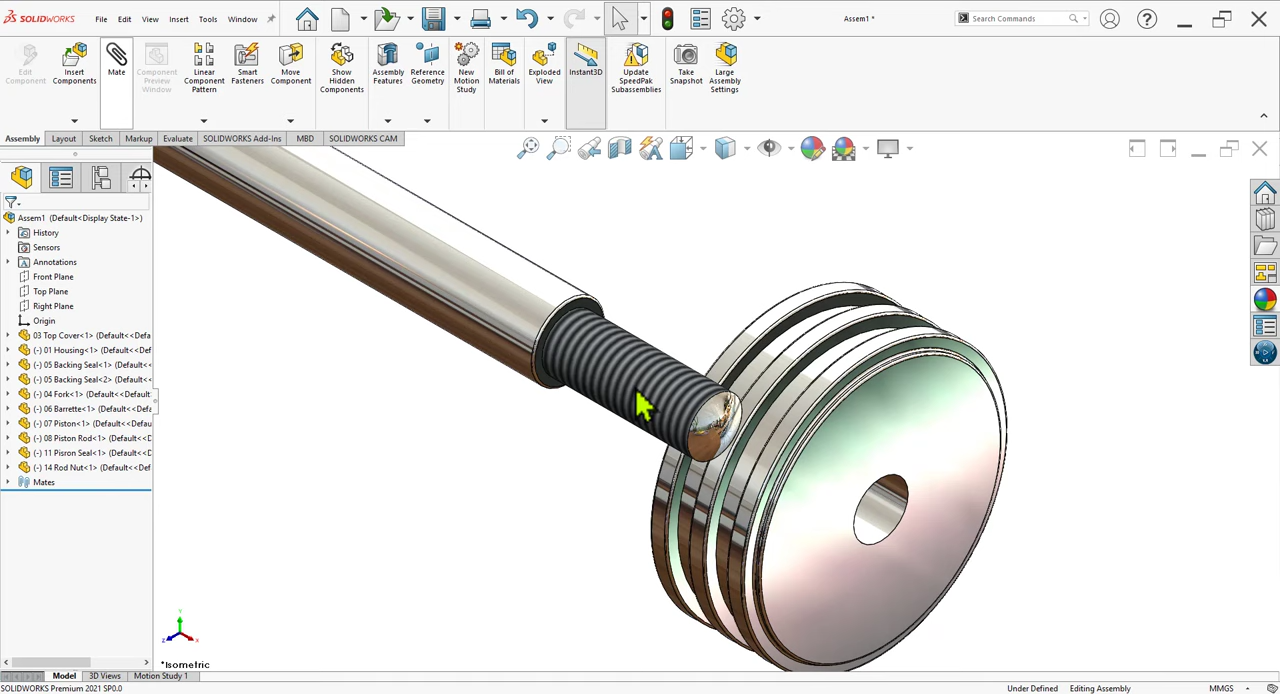 SOLIDWORKS
File Edit View Insert Tools Window
Assem1 *
Search Commands
Edit Component
Insert Components
Mate
Component Preview Window
Linear Component Pattern
Smart Fasteners
Move Component
Show Hidden Components
Assembly Features
Reference Geometry
New Motion Study
Bill of Materials
Exploded View
Instant3D
Update SpeedPak Subassemblies
Take Snapshot
Large Assembly Settings
Assembly Layout Sketch Markup Evaluate SOLIDWORKS Add-Ins MBD SOLIDWORKS CAM
Assem1 (Default<Display State-1>)
History
Sensors
Annotations
Front Plane
Top Plane
Right Plane
Origin
03 Top Cover<1> (Default<<Defa
(-) 01 Housing<1> (Default<<Def
(-) 05 Backing Seal<1> (Default<
(-) 05 Backing Seal<2> (Default<
(-) 04 Fork<1> (Default<<Default
(-) 06 Barrette<1> (Default<<Def
(-) 07 Piston<1> (Default<<Defau
(-) 08 Piston Rod<1> (Default<<D
(-) 11 Pisron Seal<1> (Default<<D
(-) 14 Rod Nut<1> (Default<<Def
Mates
Y
Z X
*Isometric
Model 3D Views Motion Study 1
SOLIDWORKS Premium 2021 SP0.0
Under Defined Editing Assembly MMGS